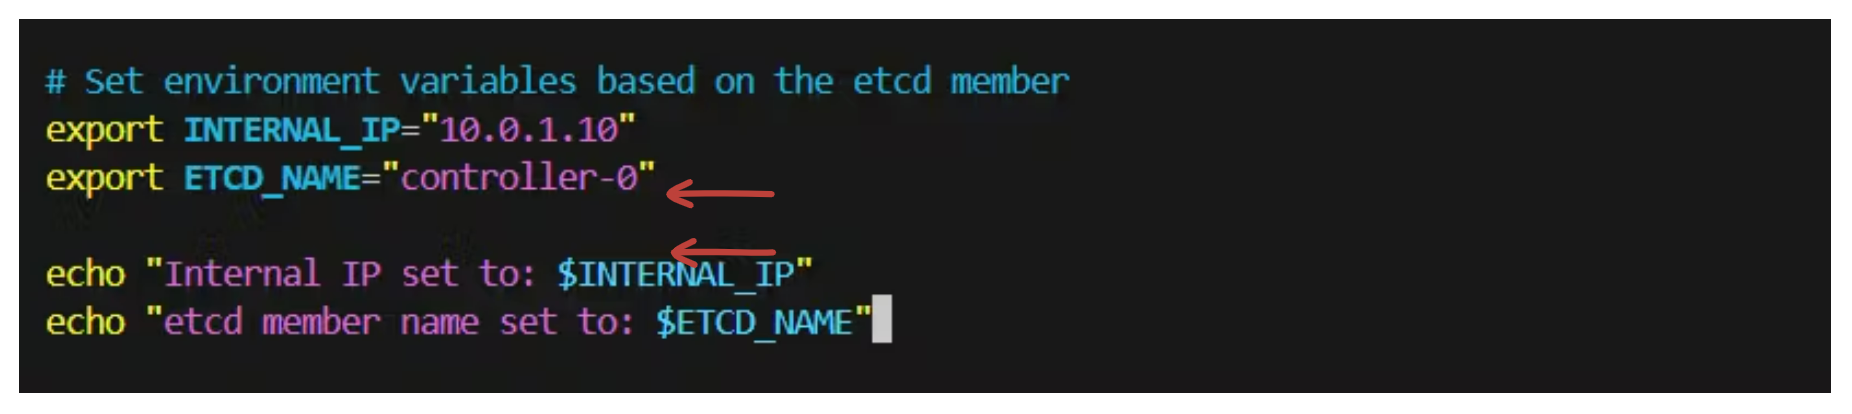 # Set environment variables based on the etcd member
export INTERNAL_IP="10.0.1.10"
export ETCD_NAME="controller-0"
echo "Internal IP set to: $INTERNAL_IP"
echo "etcd member name set to: $ETCD_NAME"